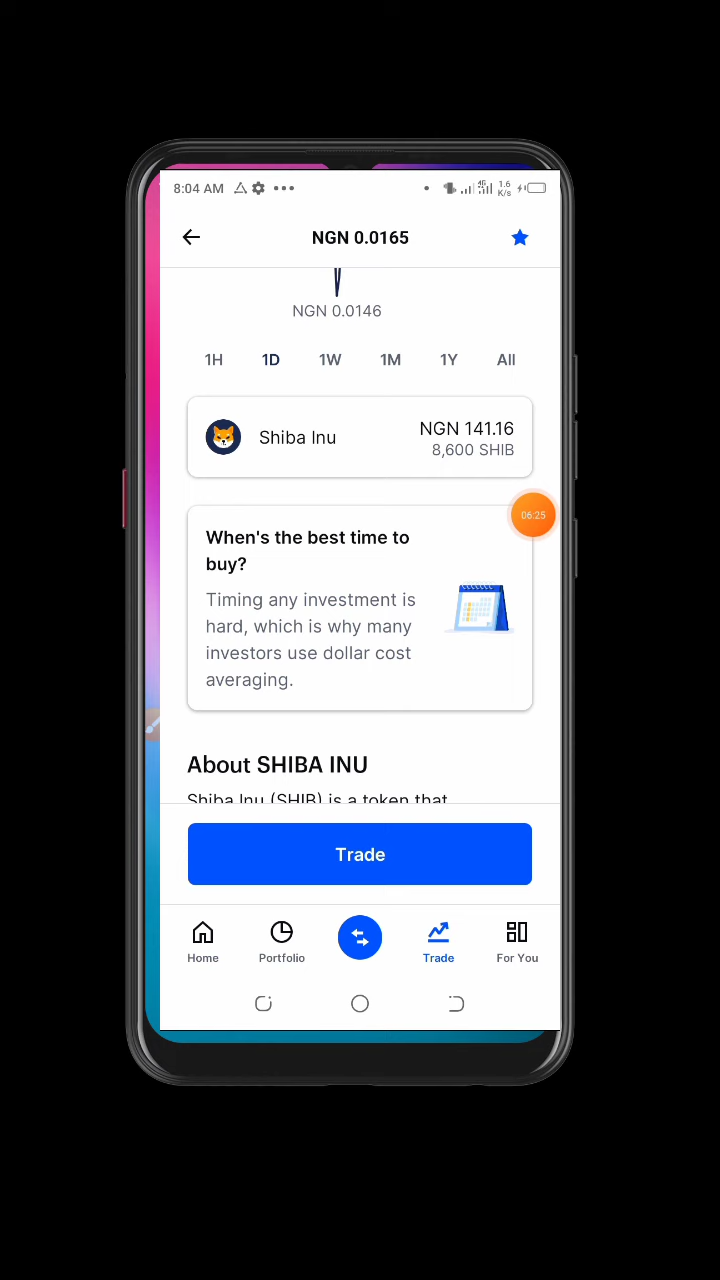 8:04 AM
4G
1.6
K/s
NGN 0.0165
NGN 0.0146
1H 1D 1W 1M 1Y All
Shiba Inu
NGN 141.16
8,600 SHIB
06:25
When's the best time to
buy?
Timing any investment is
hard, which is why many
investors use dollar cost
averaging.
About SHIBA INU
Shiba Inu (SHIB) is a token that
Trade
Home Portfolio Trade For You